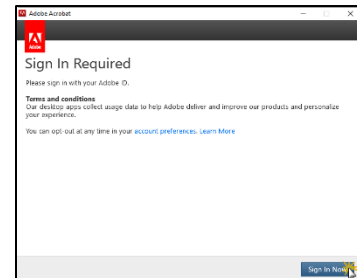 Adobe Acrobat
Adobe
Sign In Required
Please sign in with your Adobe ID.
Terms and conditions
Our desktop apps collect usage data to help Adobe deliver and improve our products and personalize
your experience.
You can opt-out at any time in your account preferences. Learn More
Sign In Now